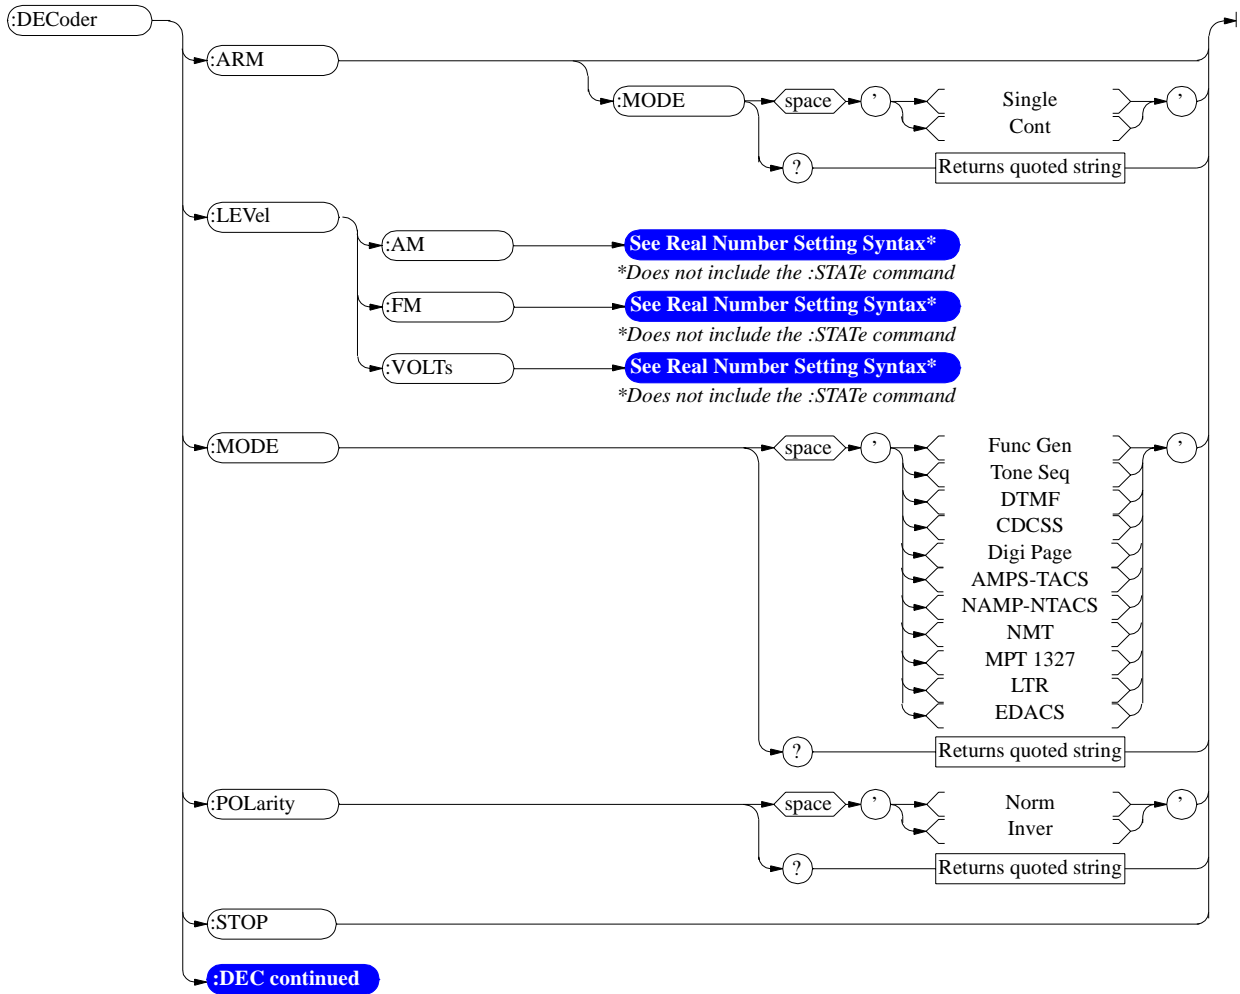 :DECoder
:ARM
:MODE space ’ Single ’
Cont
? Returns quoted string
:LEVel
:AM See Real Number Setting Syntax*
*Does not include the :STATe command
:FM See Real Number Setting Syntax*
*Does not include the :STATe command
:VOLTs See Real Number Setting Syntax*
*Does not include the :STATe command
:MODE space ’ Func Gen ’
Tone Seq
DTMF
CDCSS
Digi Page
AMPS-TACS
NAMP-NTACS
NMT
MPT 1327
LTR
EDACS
? Returns quoted string
:POLarity space ’ Norm ’
Inver
? Returns quoted string
:STOP
:DEC continued